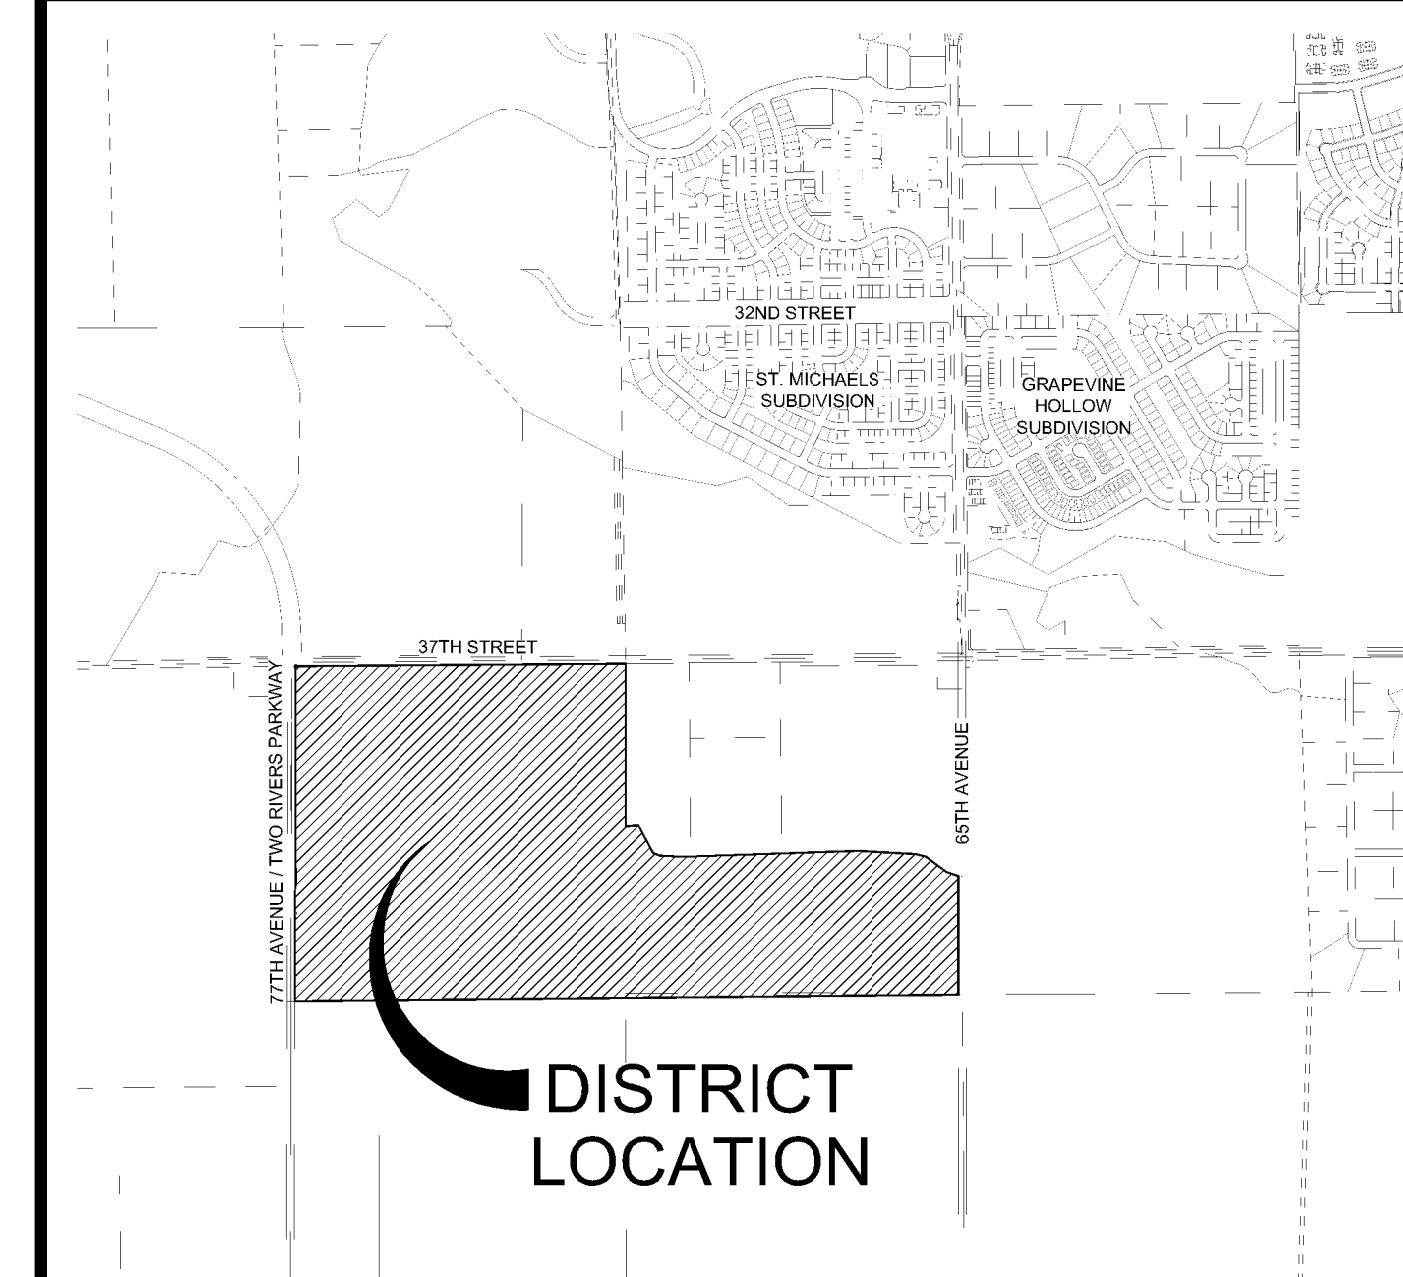 32ND STREET
ST. MICHAELS
SUBDIVISION
GRAPEVINE
HOLLOW
SUBDIVISION
37TH STREET
77TH AVENUE / TWO RIVERS PARKWAY
65TH AVENUE
DISTRICT
LOCATION